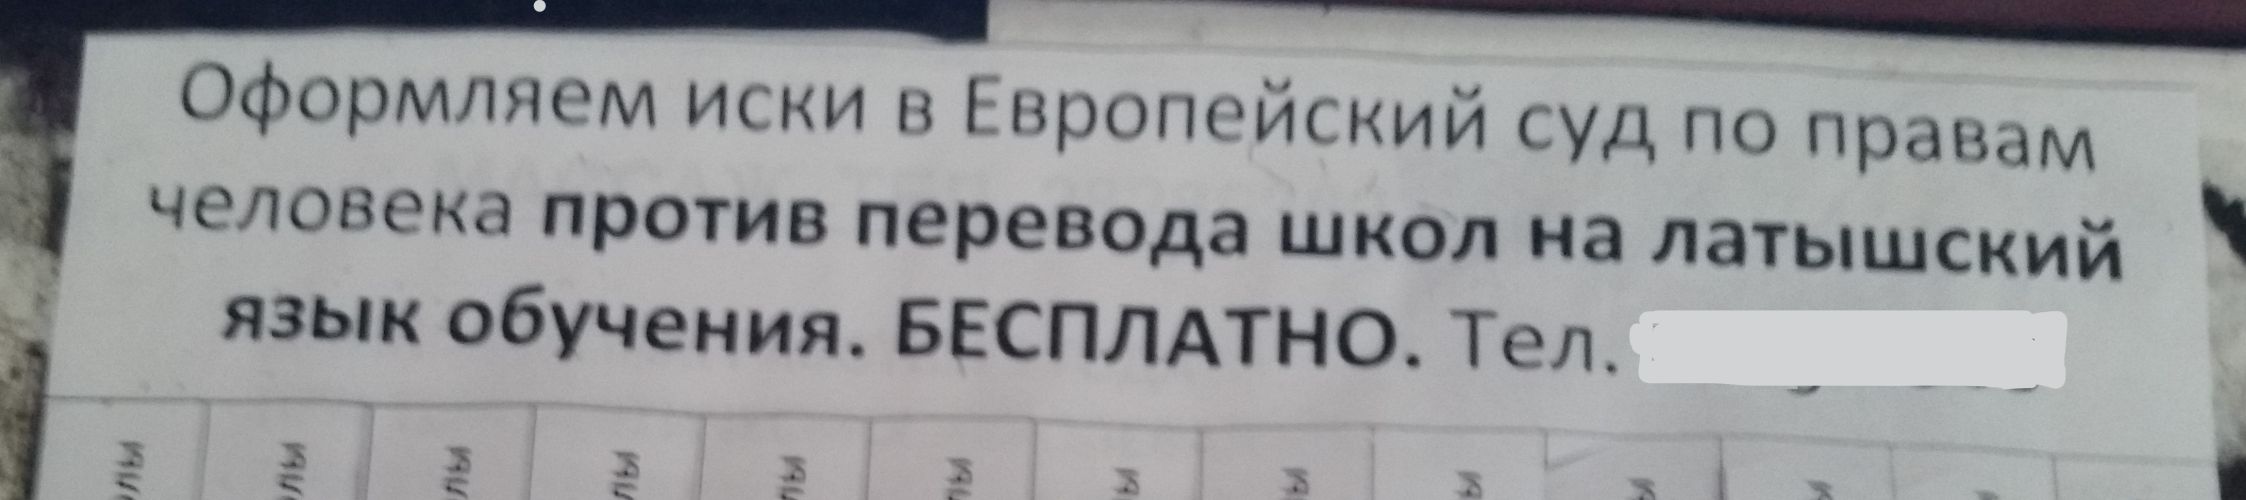 Оформляем иски в Европейский суд по правам
человека против перевода школ на латышский
язык обучения. БЕСПЛАТНО. Тел.